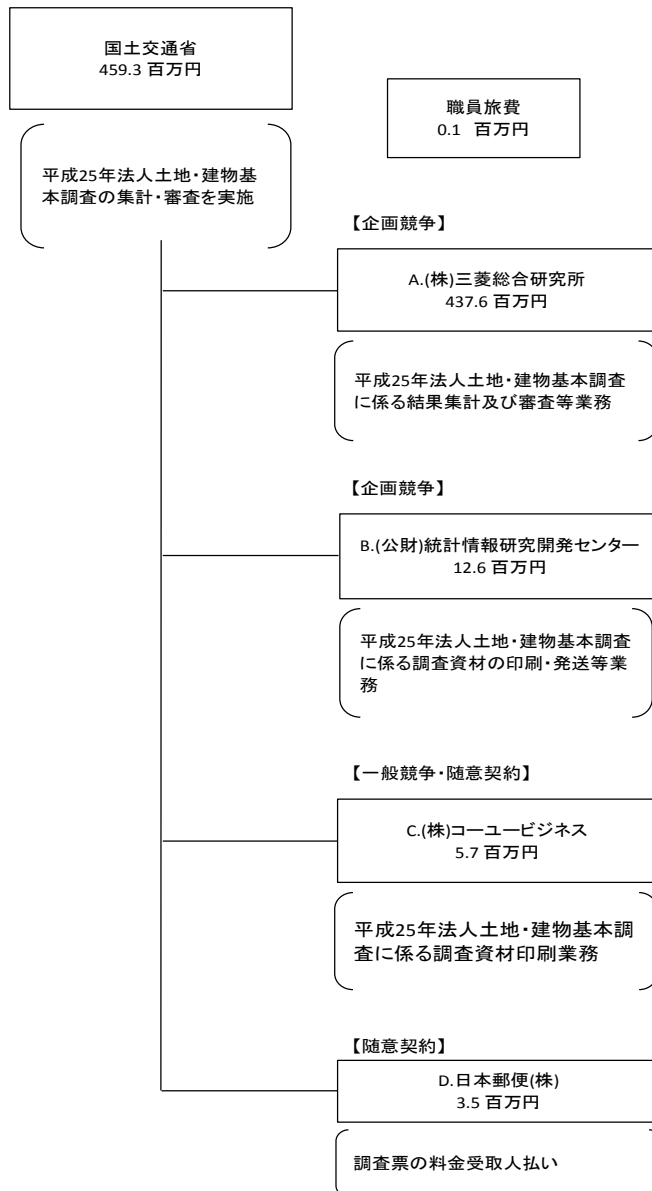 国土交通省
459.3 百万円
職員旅費
0.1 百万円
平成25年法人土地・建物基
本調査の集計・審査を実施
【企画競争】
A.(株)三菱総合研究所
437.6 百万円
平成25年法人土地・建物基本調査
に係る結果集計及び審査等業務
【企画競争】
B.(公財)統計情報研究開発センター
12.6 百万円
平成25年法人土地・建物基本調査
に係る調査資材の印刷・発送等業
務
【一般競争・随意契約】
C.(株)コーユービジネス
5.7 百万円
平成25年法人土地・建物基本調
査に係る調査資材印刷業務
【随意契約】
D.日本郵便(株)
3.5 百万円
調査票の料金受取人払い